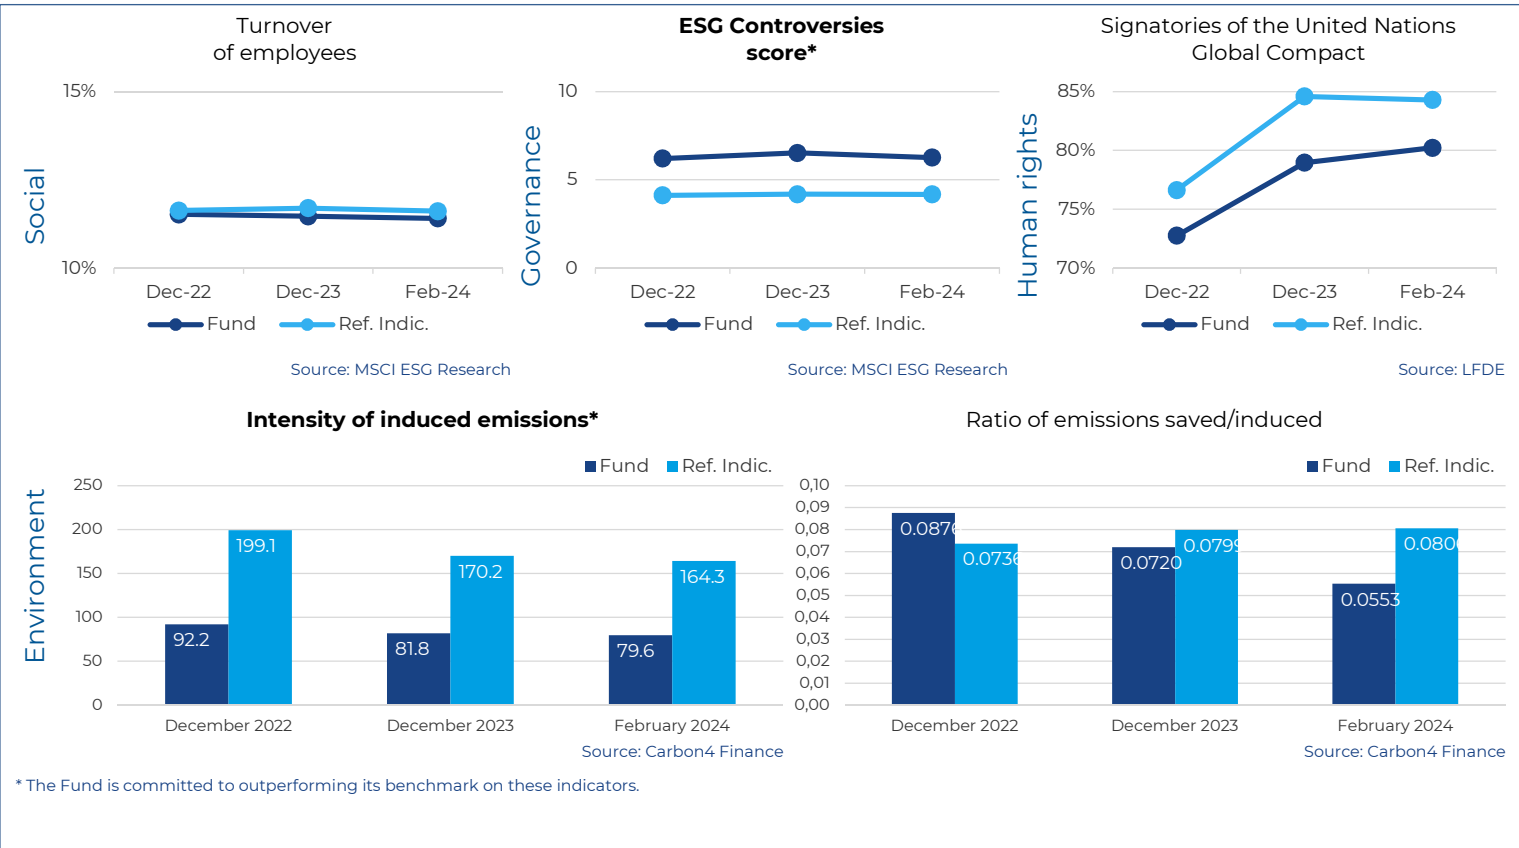 Turnover
of employees
Social
15%
10%
Dec-22 Dec-23 Feb-24
Fund Ref. Indic.
Source: MSCI ESG Research
ESG Controversies
score*
Governance
10
5
0
Dec-22 Dec-23 Feb-24
Fund Ref. Indic.
Source: MSCI ESG Research
Signatories of the United Nations
Global Compact
Human rights
85%
80%
75%
70%
Dec-22 Dec-23 Feb-24
Fund Ref. Indic.
Source: LFDE
Intensity of induced emissions*
Fund Ref. Indic.
Environment
250
200
150
100
50
0
92.2 199.1
81.8 170.2
79.6 164.3
December 2022 December 2023 February 2024
Source: Carbon4 Finance
Ratio of emissions saved/induced
Fund Ref. Indic.
0,10
0,09
0,08
0,07
0,06
0,05
0,04
0,03
0,02
0,01
0,00
0.0876 0.0736
0.0720 0.0799
0.0553
December 2022 December 2023 February 2024
Source: Carbon4 Finance
* The Fund is committed to outperforming its benchmark on these indicators.